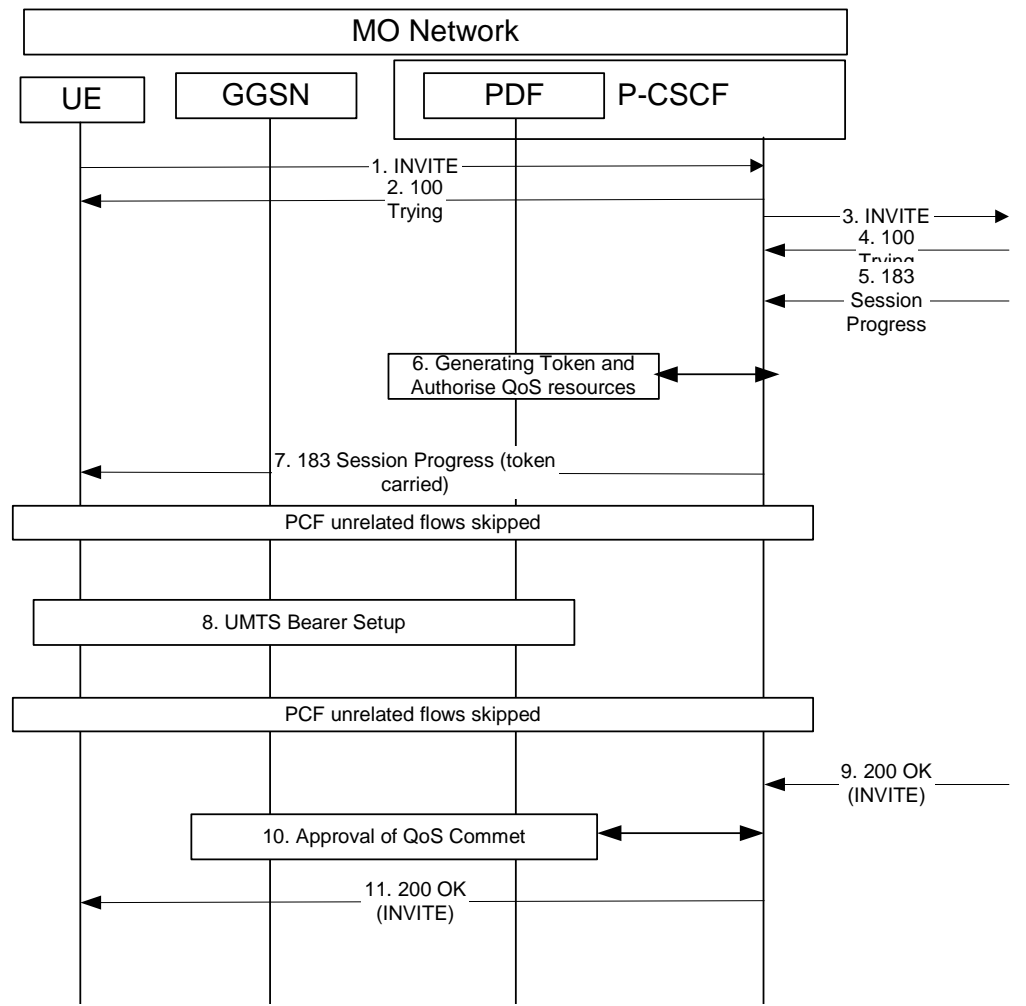 MO Network
UE
GGSN
PDF
P-CSCF
1. INVITE
2. 100
Trying
3. INVITE
4. 100
Trying
5. 183
Session
Progress
6. Generating Token and
Authorise QoS resources
7. 183 Session Progress (token
carried)
PCF unrelated flows skipped
8. UMTS Bearer Setup
PCF unrelated flows skipped
9. 200 OK
(INVITE)
10. Approval of QoS Commet
11. 200 OK
(INVITE)